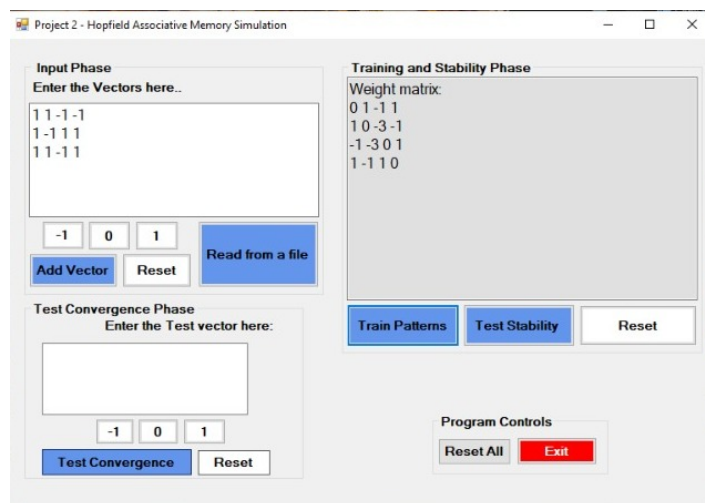 Project 2 - Hopfield Associative Memory Simulation
Input Phase
Enter the Vectors here..
1 1 -1 -1
1 -1 1 1
1 1 -1 1
-1 0 1
Add Vector Reset Read from a file
Test Convergence Phase
Enter the Test vector here:
-1 0 1
Test Convergence Reset
Training and Stability Phase
Weight matrix:
0 1 -1 1
1 0 -3 -1
-1 -3 0 1
1 -1 1 0
Train Patterns Test Stability Reset
Program Controls
Reset All Exit